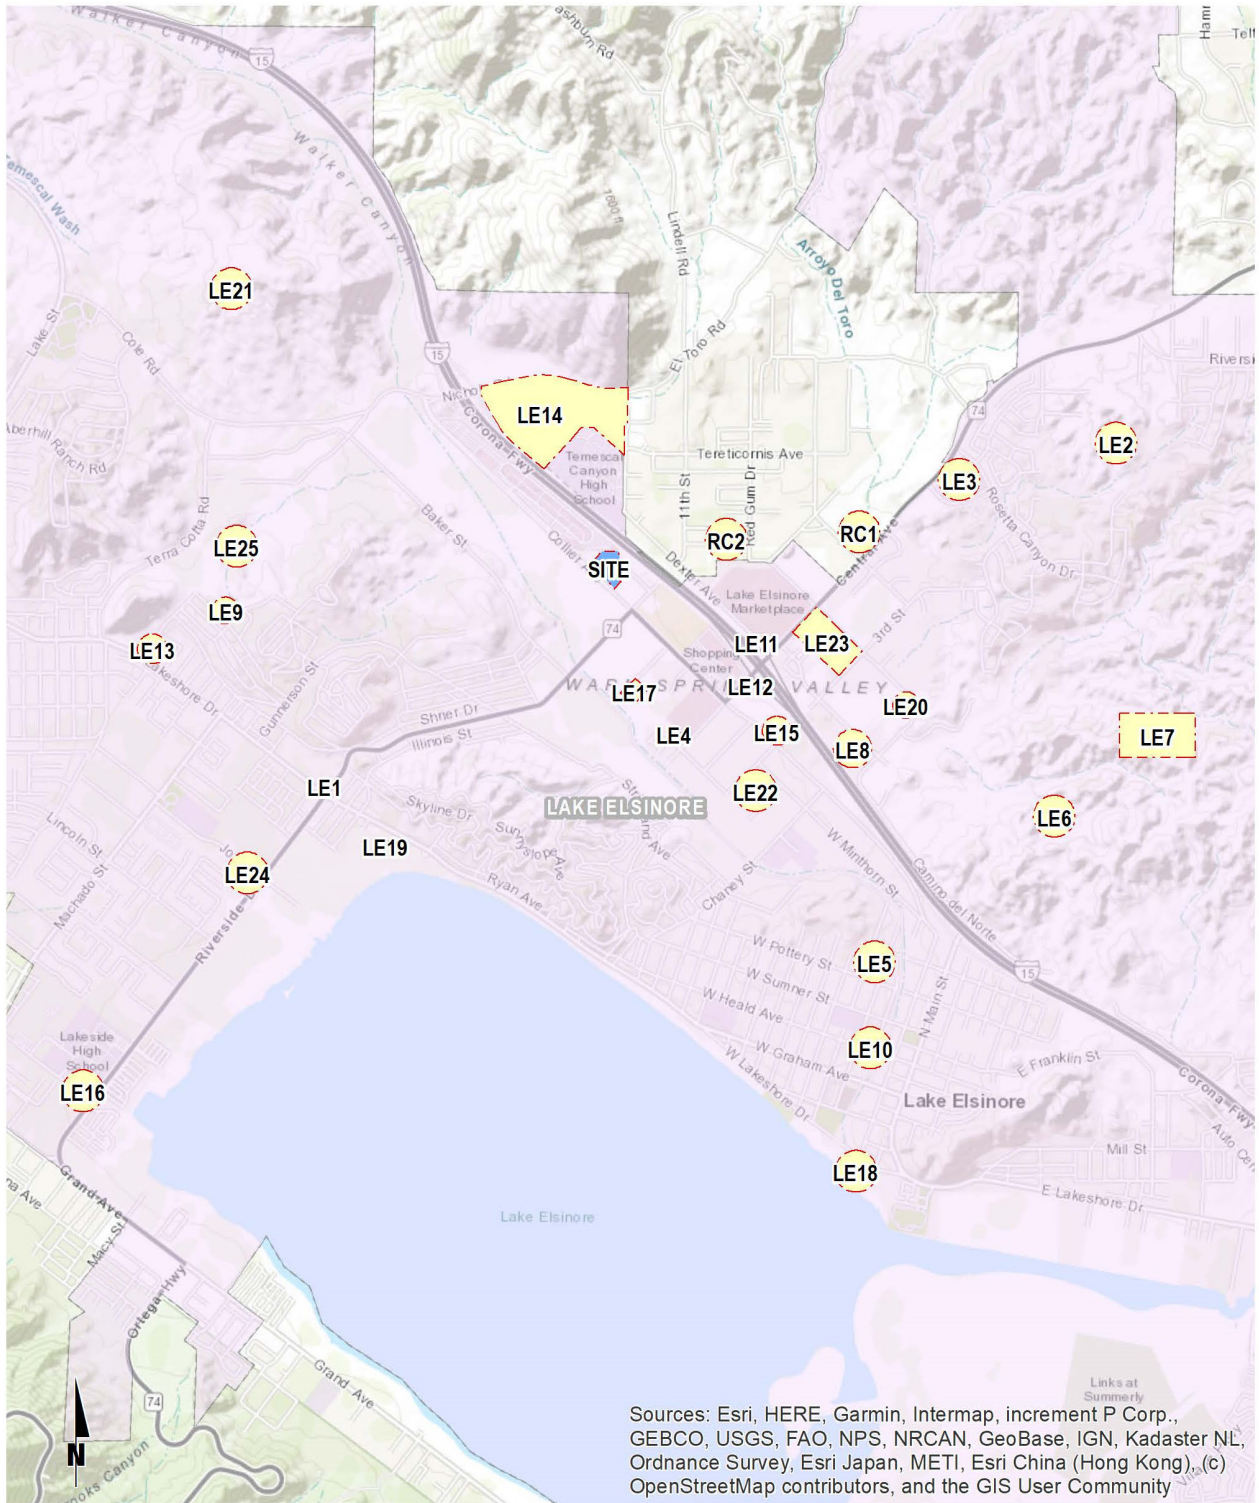 Walker Canyon
15
Washburn Rd
Telf
Temescal Wash
Walker Canyon
1600 ft
Lindell Rd
Arroyo Del Toro
LE21
Lake St
Cole Rd
El Toro Rd
15
Riversi
74
LE14
LE2
Corona Fwy
Aberhill Ranch Rd
Temescal
Canyon
High
School
Tereticornis Ave
LE3
11th St
Red Gum Dr
Rosetta Canyon Dr
Terra Cotta Rd
Baker St
Collier A
RC2
RC1
Central Ave
LE25
SITE
Dexter Ave
Lake Elsinore
Marketplace
LE9
LE13
74
3rd St
LE11
LE23
Shopping
Center
Lakeshore Dr
Gunnerson St
WARM SPRINGS VALLEY
LE17
LE12
LE20
Shrier Dr
Illinois St
LE4
LE15
LE8
LE7
LE1
LE22
Skyline Dr
LAKE ELSINORE
LE6
Lincoln St
Sunnyslope Ave
LE19
W Minthorn St
LE24
Machado St
Ryan Ave
Chaney St
Camino del Norte
Riverside
W Pottery St
LE5
15
W Sumner St
W Heald Ave
N Main St
Lakeside
High
School
W Graham Ave
LE10
E Franklin St
W Lakeshore Dr
Corona Fwy
LE16
Lake Elsinore
Auto Cen
Mill St
LE18
Grand Ave
na Ave
E Lakeshore Dr
Macy St
Lake Elsinore
Ortega Hwy
Grand Ave
74
Links at
Summerly
N
ooks Canyon
Sources: Esri, HERE, Garmin, Intermap, increment P Corp.,
GEBCO, USGS, FAO, NPS, NRCAN, GeoBase, IGN, Kadaster NL,
Ordnance Survey, Esri Japan, METI, Esri China (Hong Kong), (c)
OpenStreetMap contributors, and the GIS User Community